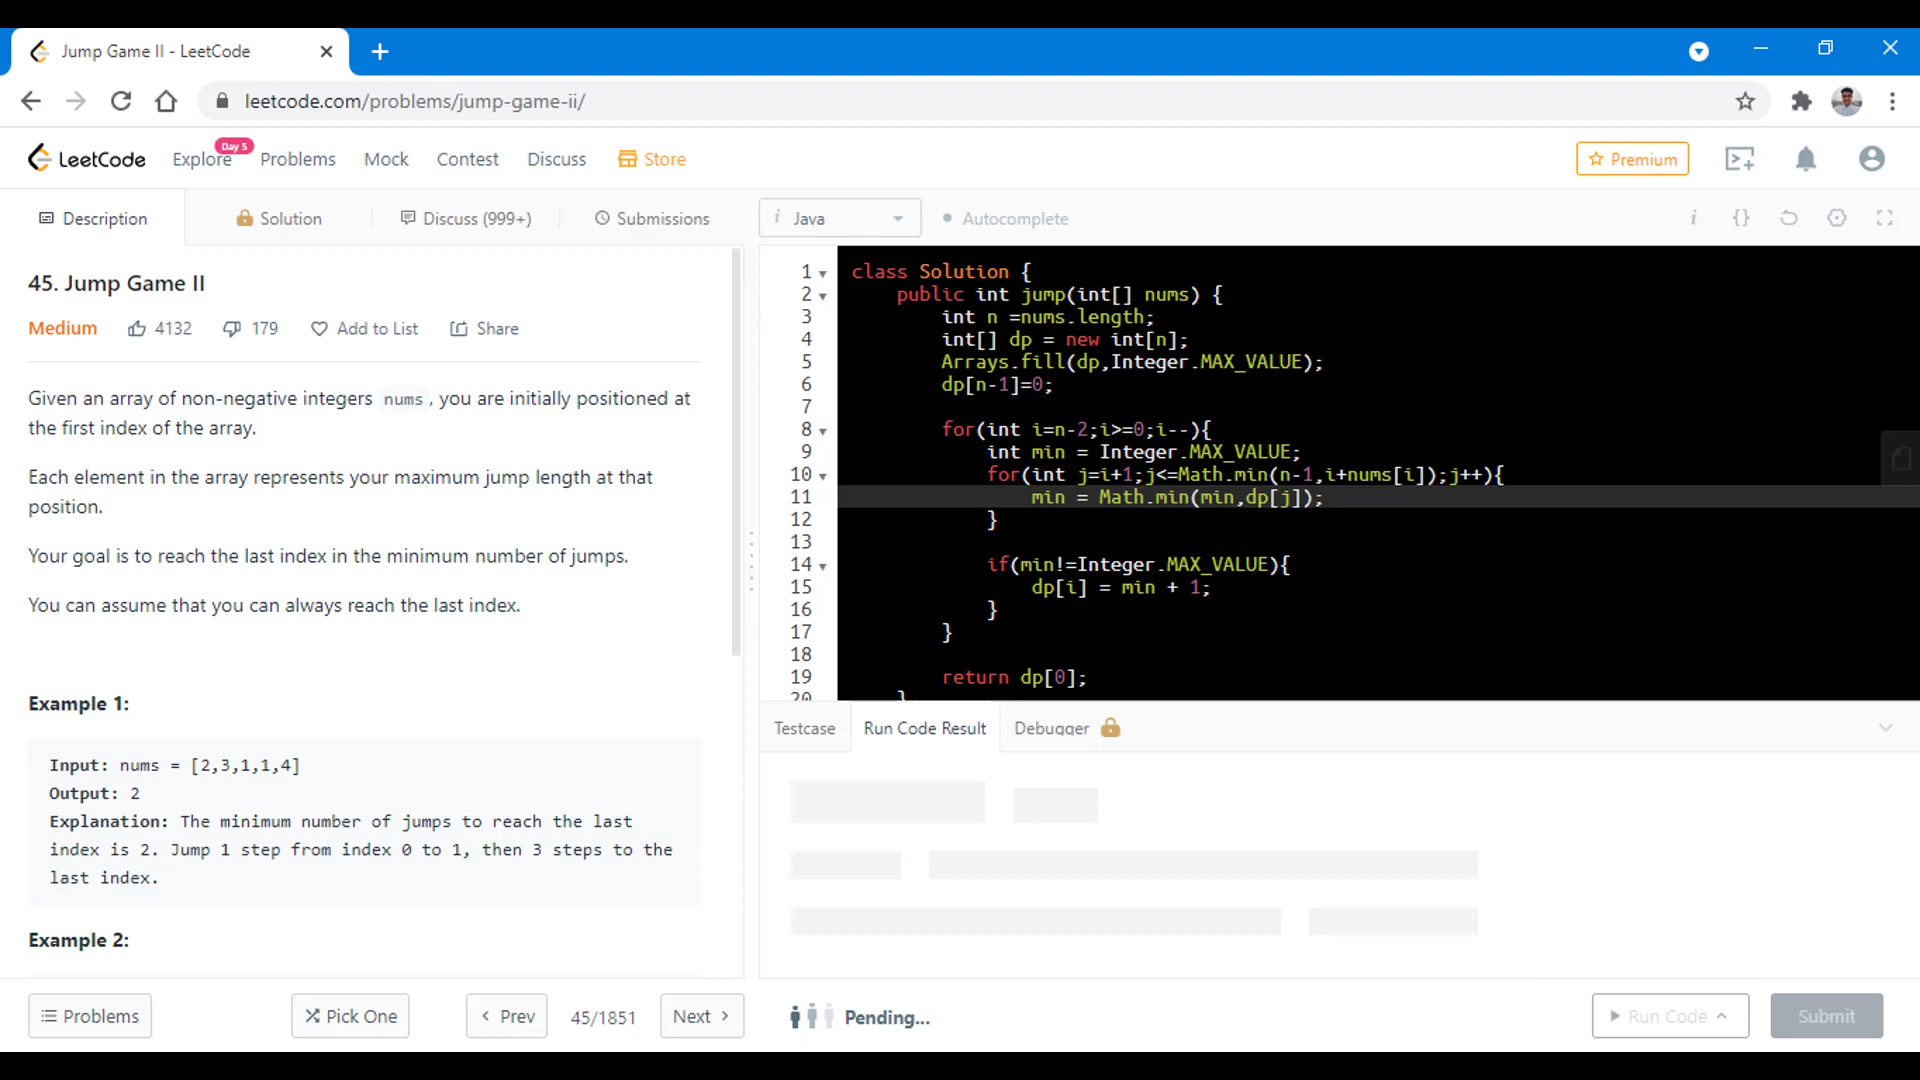 Jump Game II - LeetCode
leetcode.com/problems/jump-game-ii/
LeetCode Explore Day 5 Problems Mock Contest Discuss Store Premium
Description Solution Discuss (999+) Submissions
i Java Autocomplete i {}
45. Jump Game II
Medium 4132 179 Add to List Share
Given an array of non-negative integers nums , you are initially positioned at
the first index of the array.
Each element in the array represents your maximum jump length at that
position.
Your goal is to reach the last index in the minimum number of jumps.
You can assume that you can always reach the last index.
Example 1:
Input: nums = [2,3,1,1,4]
Output: 2
Explanation: The minimum number of jumps to reach the last
index is 2. Jump 1 step from index 0 to 1, then 3 steps to the
last index.
Example 2:
1 class Solution {
2 public int jump(int[] nums) {
3 int n =nums.length;
4 int[] dp = new int[n];
5 Arrays.fill(dp,Integer.MAX_VALUE);
6 dp[n-1]=0;
7
8 for(int i=n-2;i>=0;i--){
9 int min = Integer.MAX_VALUE;
10 for(int j=i+1;j<=Math.min(n-1,i+nums[i]);j++){
11 min = Math.min(min,dp[j]);
12 }
13
14 if(min!=Integer.MAX_VALUE){
15 dp[i] = min + 1;
16 }
17 }
18
19 return dp[0];
20 }
Testcase Run Code Result Debugger
Problems Pick One Prev 45/1851 Next
Pending... Run Code Submit